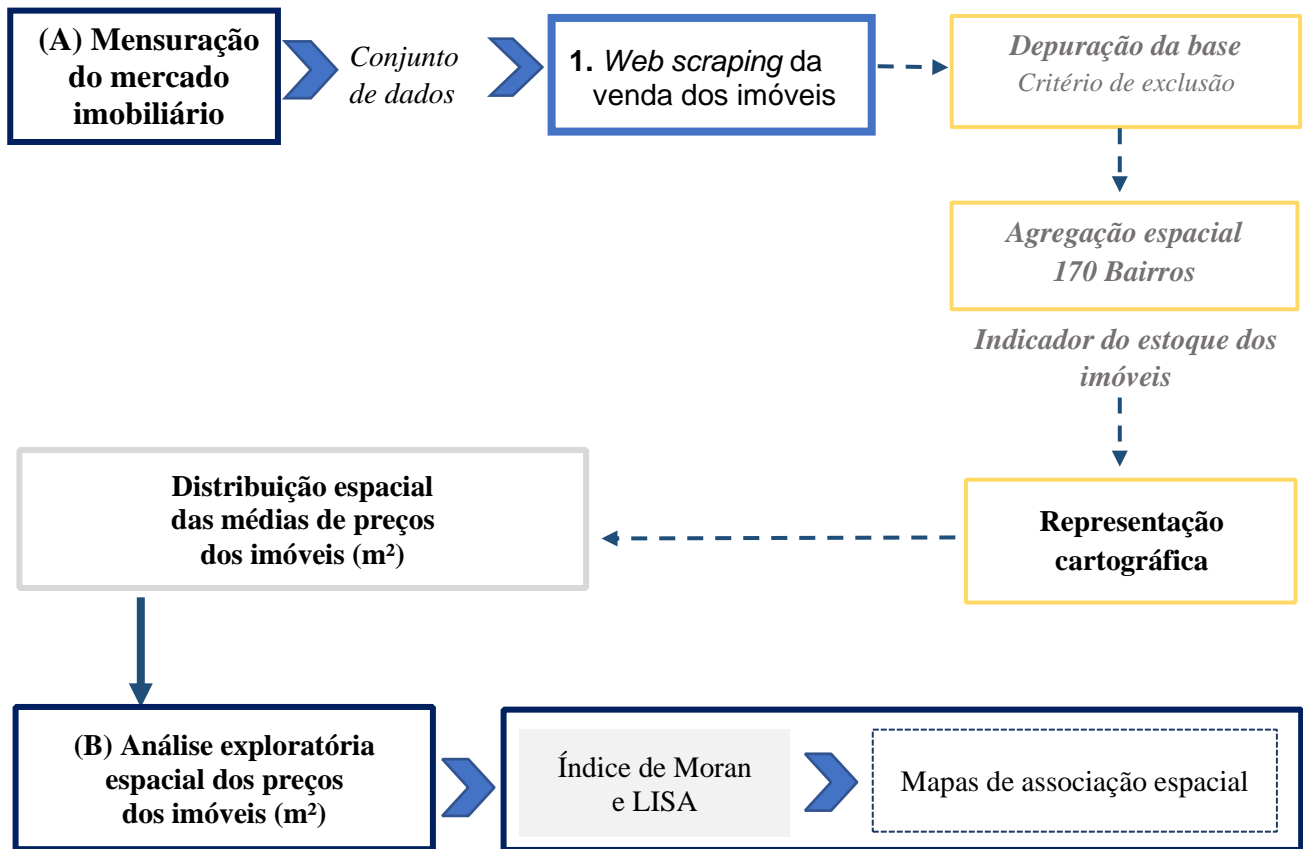 (A) Mensuração
do mercado
imobiliário
Conjunto
de dados
1. Web scraping da
venda dos imóveis
Depuração da base
Critério de exclusão
Agregação espacial
170 Bairros
Indicador do estoque dos
imóveis
Representação
cartográfica
Distribuição espacial
das médias de preços
dos imóveis (m²)
(B) Análise exploratória
espacial dos preços
dos imóveis (m²)
Índice de Moran
e LISA
Mapas de associação espacial